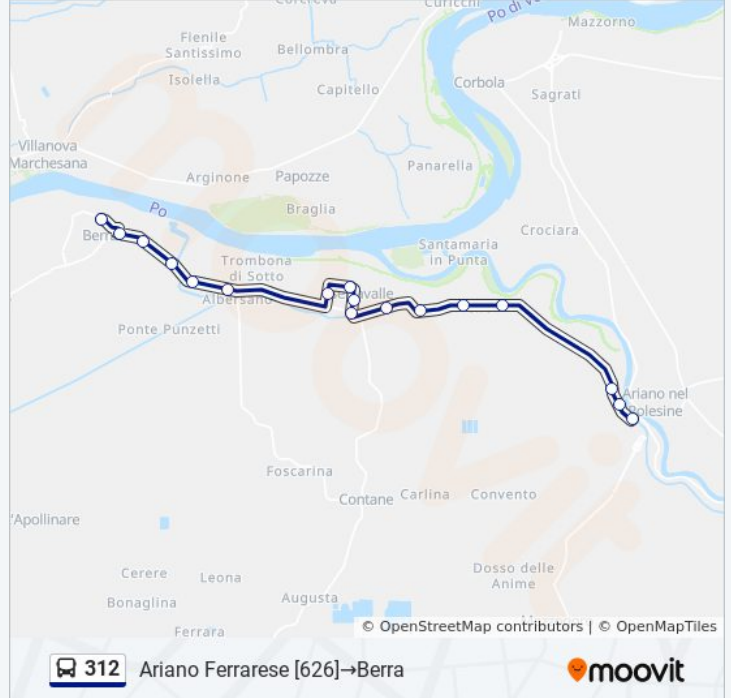 Corcreva
Curicchi
Po di Ve
Mazzorno
Fienile
Santissimo
Bellombra
Isolella
Capitello
Corbola
Sagrati
Villanova
Marchesana
Panarella
Arginone
Papozze
Po
Braglia
Crociara
Berra
Santamaria
in Punta
Trombona
di Sotto
Albersano
Ponte Punzetti
Ariano nel
Polesine
Foscarina
Contane
Carlina
Convento
'Apollinare
Dosso delle
Anime
Cerere
Leona
Bonaglina
Augusta
Ferrara
© OpenStreetMap contributors | © OpenMapTiles
312 Ariano Ferrarese [626]→Berra
moovit
moovit